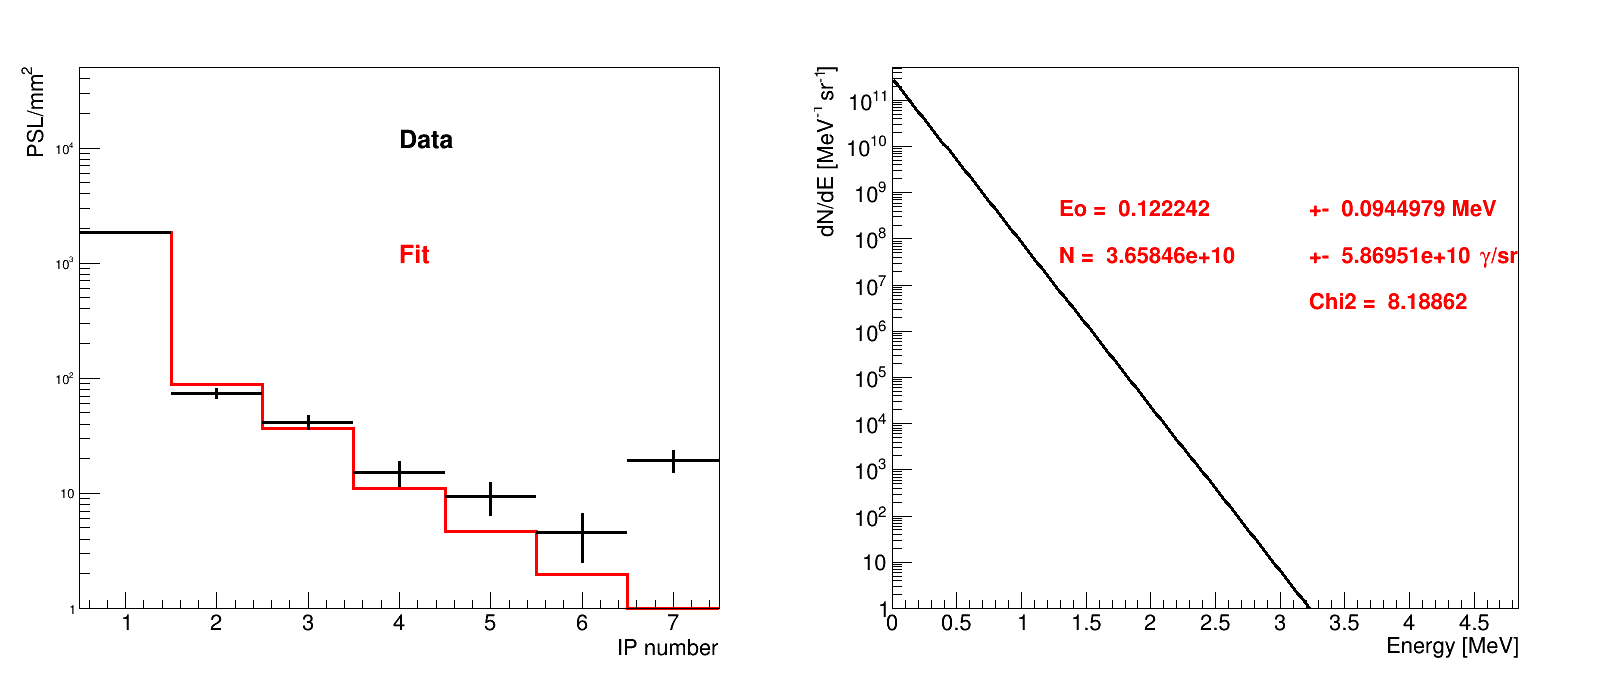 PSL/mm²
10⁴
10³
10²
10
1
Data
Fit
1 2 3 4 5 6 7
IP number
dN/dE [MeV⁻¹ sr⁻¹]
10¹¹
10¹⁰
10⁹
10⁸
10⁷
10⁶
10⁵
10⁴
10³
10²
10
1
Eo = 0.122242 +- 0.0944979 MeV
N = 3.65846e+10 +- 5.86951e+10 γ/sr
Chi2 = 8.18862
0 0.5 1 1.5 2 2.5 3 3.5 4 4.5
Energy [MeV]